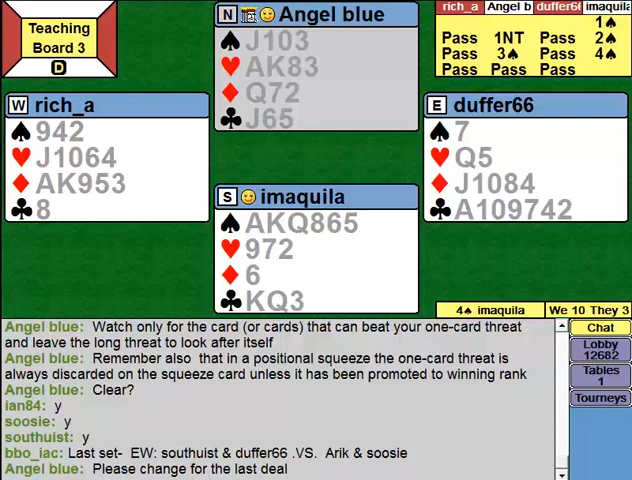 Teaching
Board 3
D
N Angel blue
♠ J103
♥ AK83
♦ Q72
♣ J65
rich_a Angel b duffer66 imaquila
1♠
Pass 1NT Pass 2♠
Pass 3♠ Pass 4♠
Pass Pass Pass
W rich_a
♠ 942
♥ J1064
♦ AK953
♣ 8
E duffer66
♠ 7
♥ Q5
♦ J1084
♣ A109742
S imaquila
♠ AKQ865
♥ 972
♦ 6
♣ KQ3
4♠ imaquila
We 10 They 3
Angel blue: Watch only for the card (or cards) that can beat your one-card threat
and leave the long threat to look after itself
Angel blue: Remember also that in a positional squeeze the one-card threat is
always discarded on the squeeze card unless it has been promoted to winning rank
Angel blue: Clear?
ian84: y
soosie: y
southuist: y
bbo_iac: Last set- EW: southuist & duffer66 .VS. Arik & soosie
Angel blue: Please change for the last deal
Chat
Lobby
12682
Tables
1
Tourneys